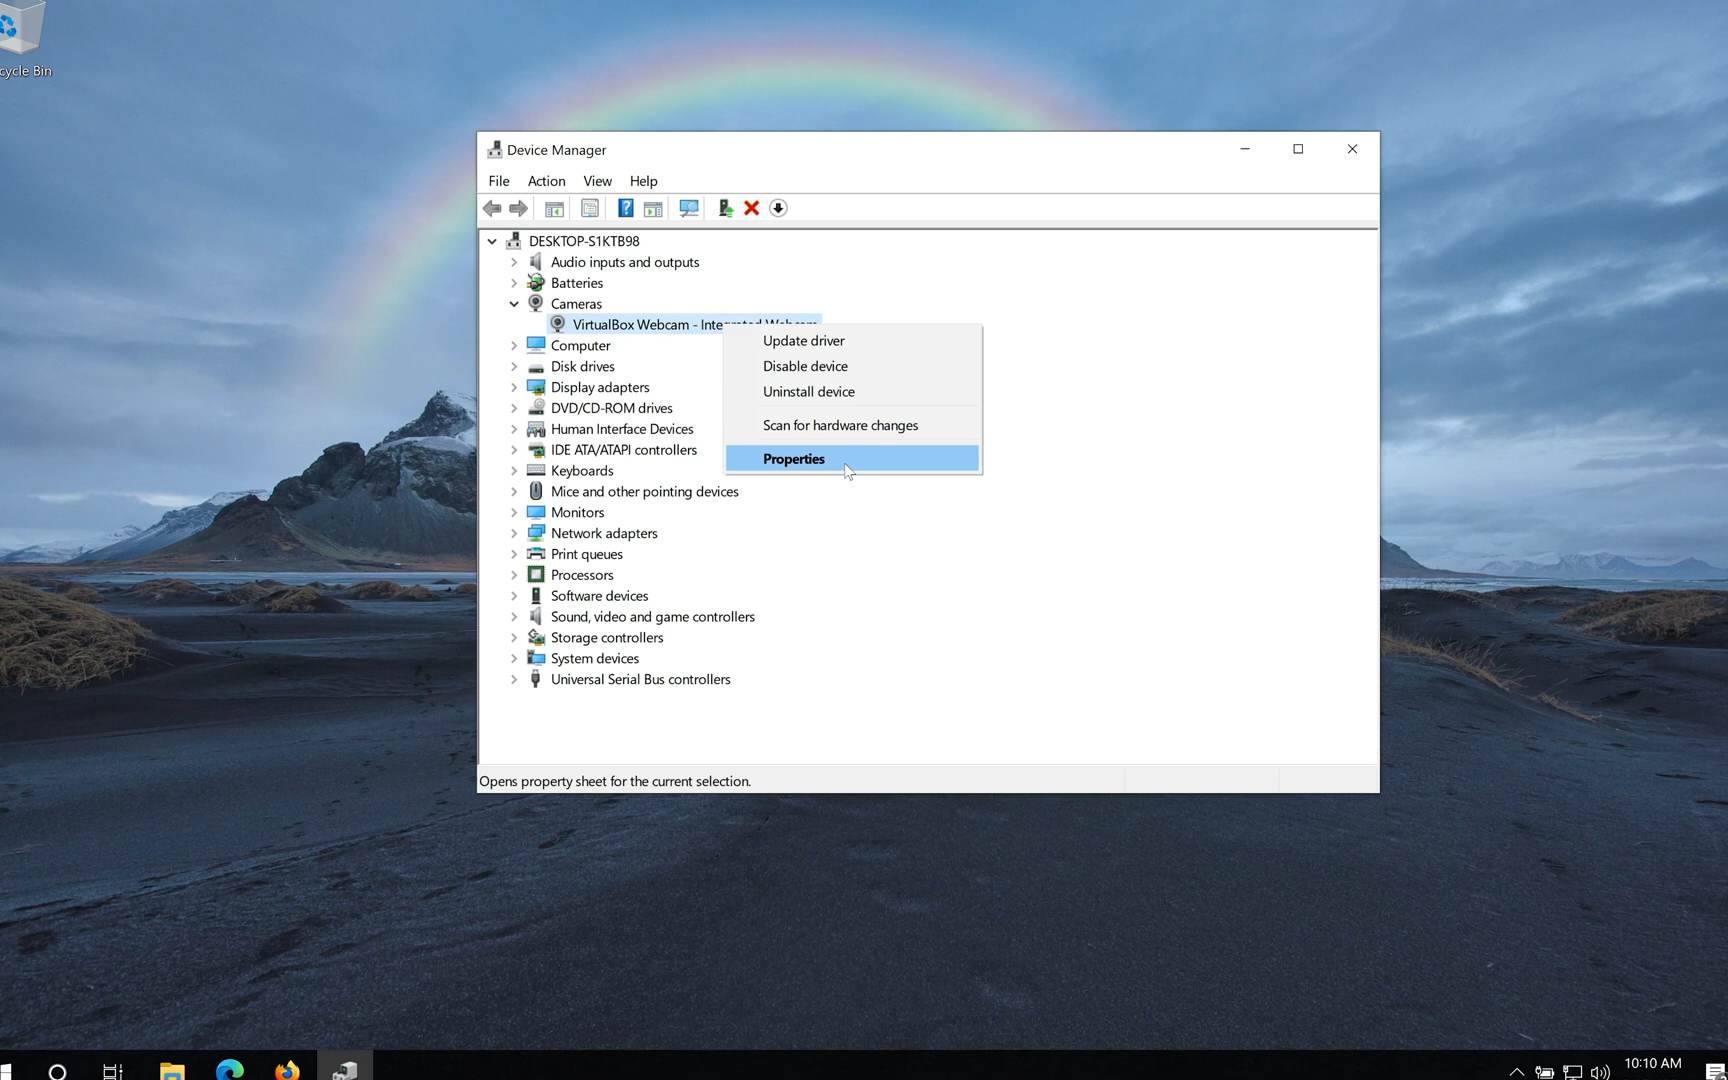 cycle Bin
Device Manager
File Action View Help
DESKTOP-S1KTB98
Audio inputs and outputs
Batteries
Cameras
VirtualBox Webcam - Integrated Webcam
Update driver
Computer
Disable device
Disk drives
Display adapters
Uninstall device
DVD/CD-ROM drives
Human Interface Devices
Scan for hardware changes
IDE ATA/ATAPI controllers
Properties
Keyboards
Mice and other pointing devices
Monitors
Network adapters
Print queues
Processors
Software devices
Sound, video and game controllers
Storage controllers
System devices
Universal Serial Bus controllers
Opens property sheet for the current selection.
10:10 AM